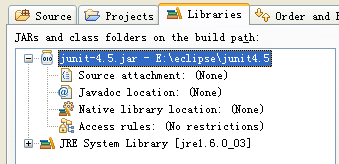 Source Projects Libraries Order and
JARs and class folders on the build path:
junit-4.5.jar - E:\eclipse\junit4.5
Source attachment: (None)
Javadoc location: (None)
Native library location: (None)
Access rules: (No restrictions)
JRE System Library [jre1.6.0_03]